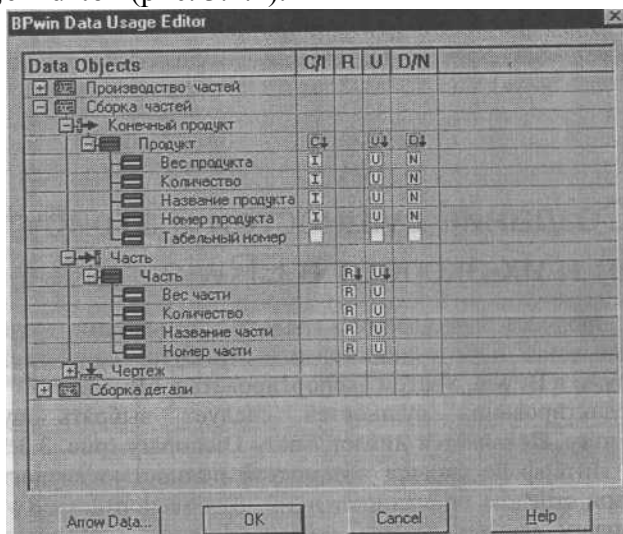 BPwin Data Usage Editor
Data Objects C/I R U D/N
Производство частей
Сборка частей
Конечный продукт
Продукт C U D
Вес продукта I U N
Количество I U N
Название продукта I U N
Номер продукта I U N
Табельный номер
Часть
Часть R U
Вес части R U
Количество R U
Название части R U
Номер части R U
Чертеж
Сборка детали
Arrow Data... OK Cancel Help